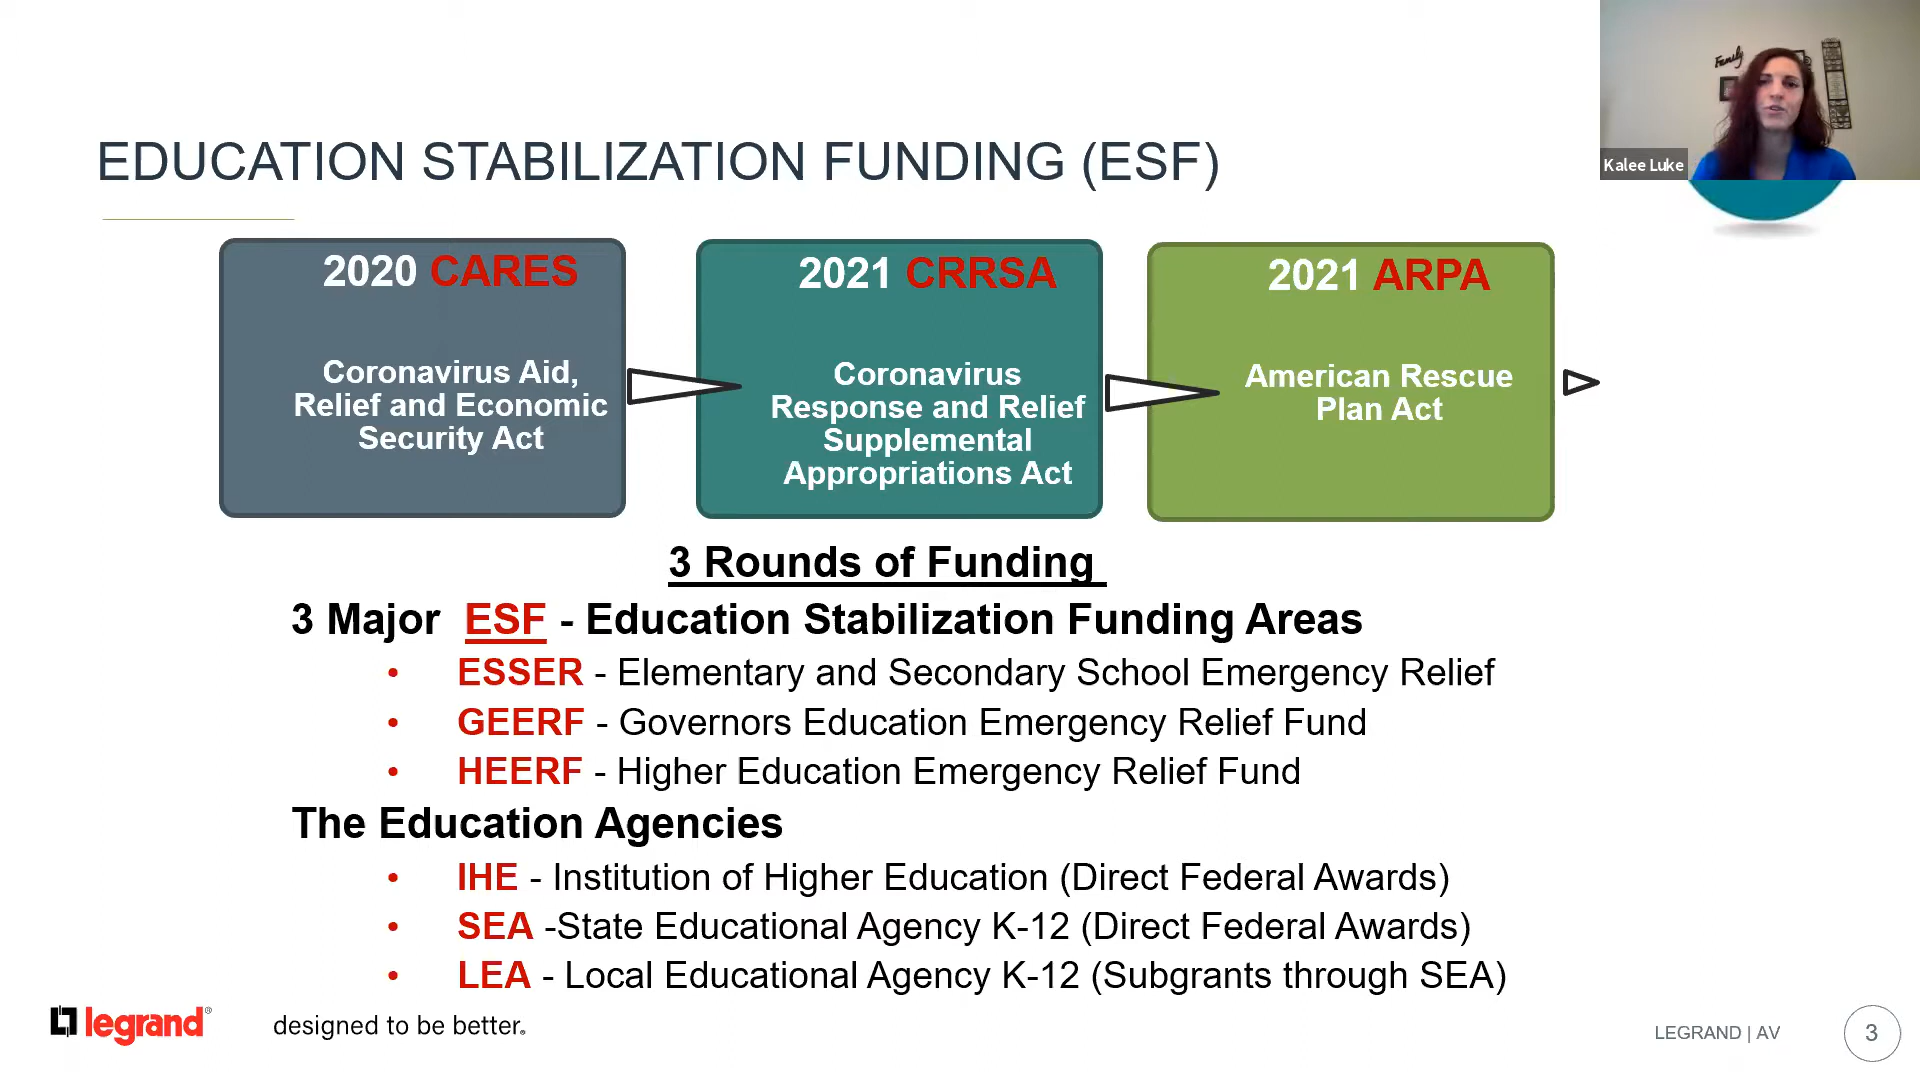 Family
Kalee Luke
EDUCATION STABILIZATION FUNDING (ESF)
2020 CARES
Coronavirus Aid,
Relief and Economic
Security Act
2021 CRRSA
Coronavirus
Response and Relief
Supplemental
Appropriations Act
2021 ARPA
American Rescue
Plan Act
3 Rounds of Funding
3 Major ESF - Education Stabilization Funding Areas
• ESSER - Elementary and Secondary School Emergency Relief
• GEERF - Governors Education Emergency Relief Fund
• HEERF - Higher Education Emergency Relief Fund
The Education Agencies
• IHE - Institution of Higher Education (Direct Federal Awards)
• SEA -State Educational Agency K-12 (Direct Federal Awards)
• LEA - Local Educational Agency K-12 (Subgrants through SEA)
legrand®
designed to be better.®
LEGRAND | AV
3